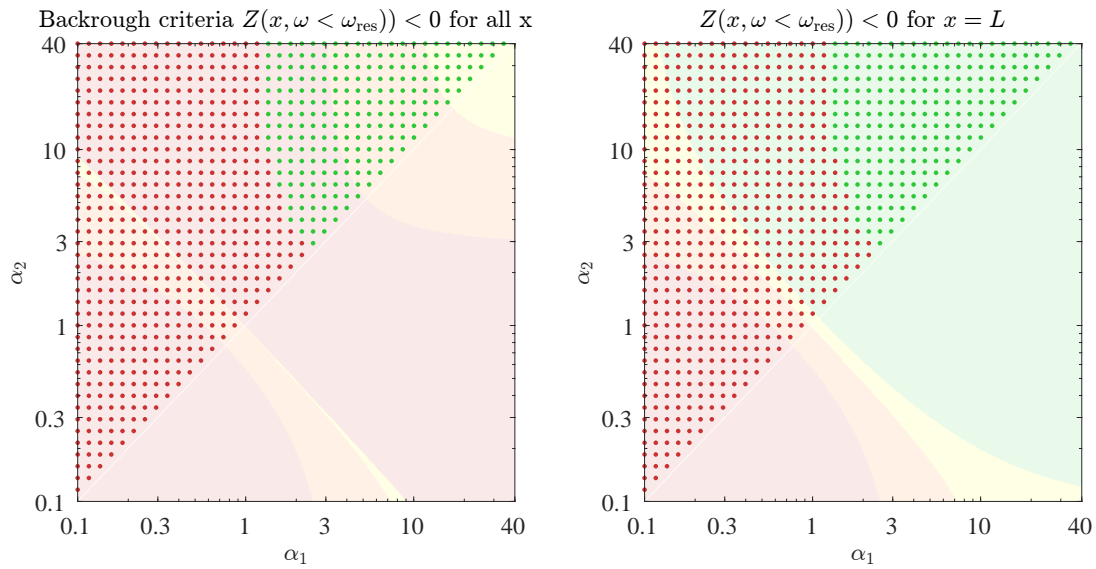 Backrough criteria Z(x, ω < ω_res)) < 0 for all x
40
10
3
1
0.3
0.1
α₂
0.1 0.3 1 3 10 40
α₁
Z(x, ω < ω_res)) < 0 for x = L
40
10
3
1
0.3
0.1
α₂
0.1 0.3 1 3 10 40
α₁